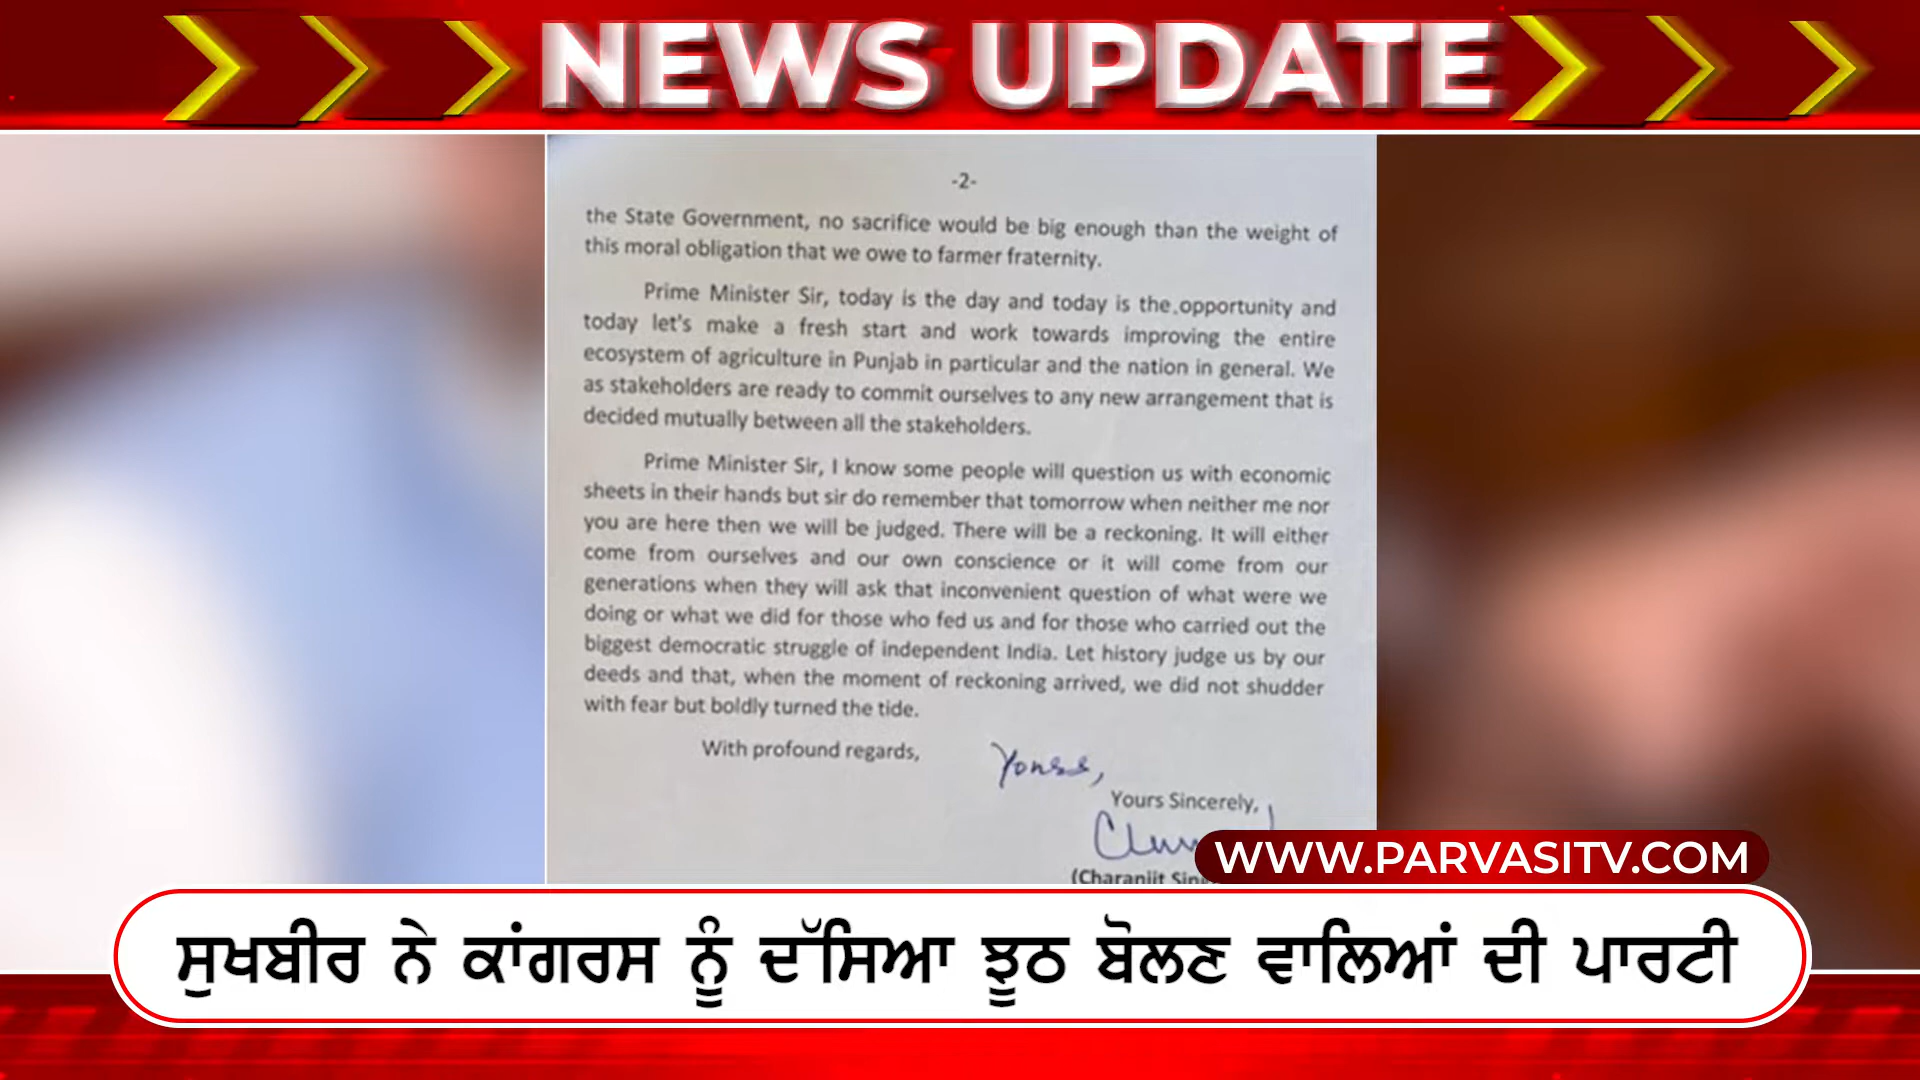 NEWS UPDATE
-2-
the State Government, no sacrifice would be big enough than the weight of
this moral obligation that we owe to farmer fraternity.
Prime Minister Sir, today is the day and today is the opportunity and
today let's make a fresh start and work towards improving the entire
ecosystem of agriculture in Punjab in particular and the nation in general. We
as stakeholders are ready to commit ourselves to any new arrangement that is
decided mutually between all the stakeholders.
Prime Minister Sir, I know some people will question us with economic
sheets in their hands but sir do remember that tomorrow when neither me nor
you are here then we will be judged. There will be a reckoning. It will either
come from ourselves and our own conscience or it will come from our
generations when they will ask that inconvenient question of what were we
doing or what we did for those who fed us and for those who carried out the
biggest democratic struggle of independent India. Let history judge us by our
deeds and that, when the moment of reckoning arrived, we did not shudder
with fear but boldly turned the tide.
With profound regards,
Yours Sincerely,
(Charanjit
WWW.PARVASITV.COM
ਸੁਖਬੀਰ ਨੇ ਕਾਂਗਰਸ ਨੂੰ ਦੱਸਿਆ ਝੂਠ ਬੋਲਣ ਵਾਲਿਆਂ ਦੀ ਪਾਰਟੀ